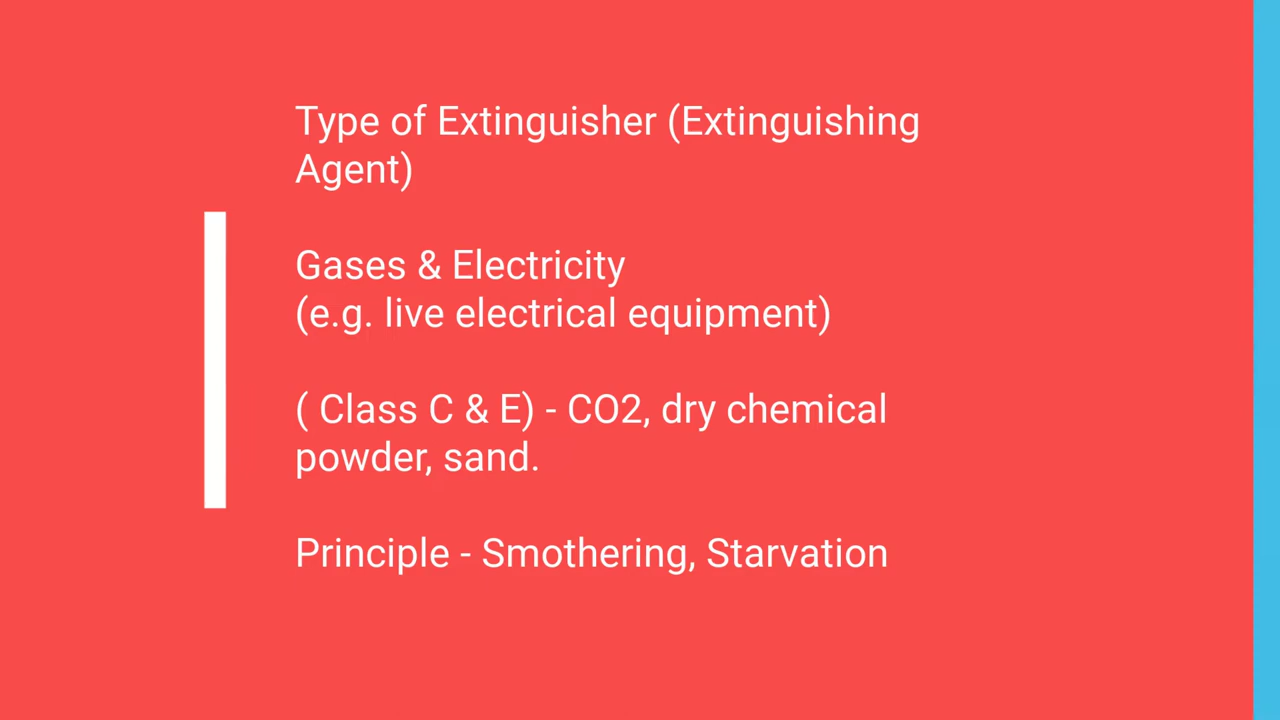 Type of Extinguisher (Extinguishing
Agent)
Gases & Electricity
(e.g. live electrical equipment)
( Class C & E) - CO2, dry chemical
powder, sand.
Principle - Smothering, Starvation